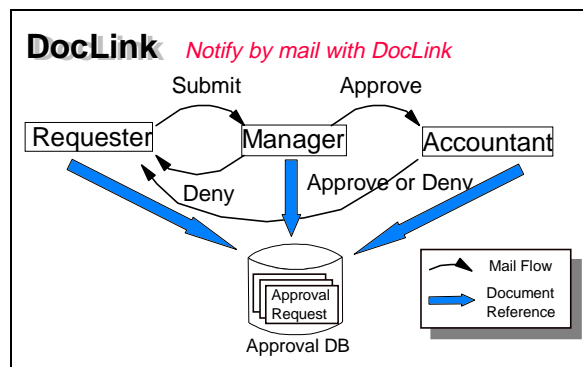 DocLink Notify by mail with DocLink
Submit Approve
Requester Manager Accountant
Deny Approve or Deny
Mail Flow
Document
Reference
Approval
Request
Approval DB